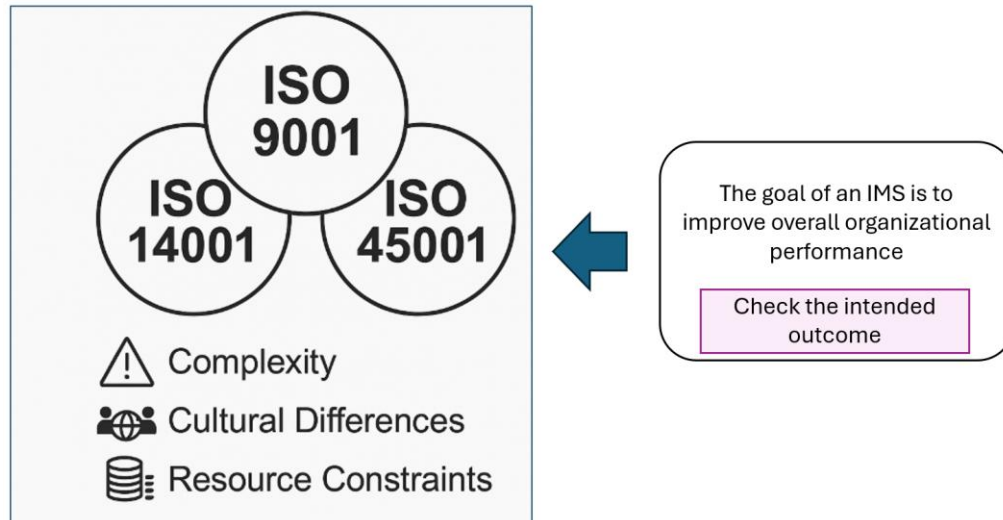 ISO
9001
ISO
14001
ISO
45001
Complexity
Cultural Differences
Resource Constraints
The goal of an IMS is to
improve overall organizational
performance
Check the intended
outcome